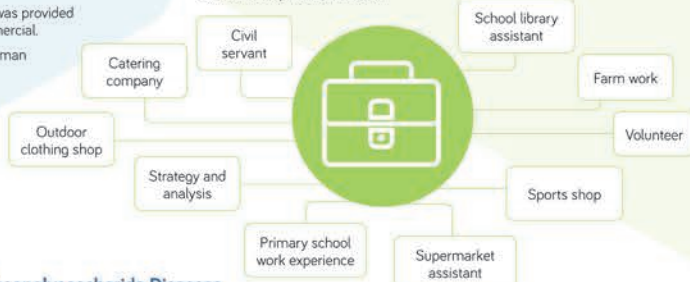 was provided
mercial.
man
Civil
servant
School library
assistant
Catering
company
Farm work
Outdoor
clothing shop
Volunteer
Strategy and
analysis
Sports shop
Primary school
work experience
Supermarket
assistant